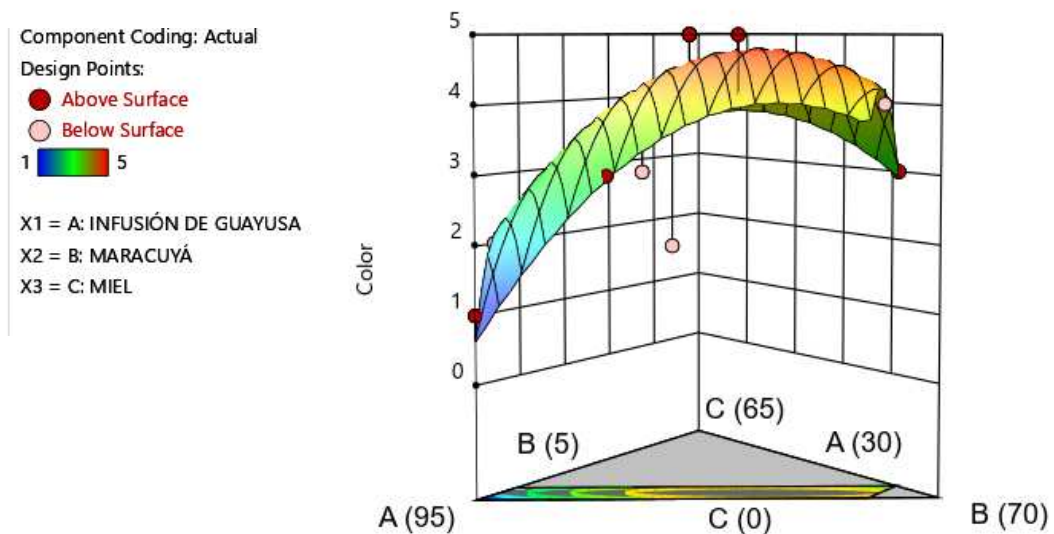 Component Coding: Actual
Design Points:
Above Surface
Below Surface
1 5
X1 = A: INFUSIÓN DE GUAYUSA
X2 = B: MARACUYÁ
X3 = C: MIEL
Color
5
4
3
2
1
0
C (65)
B (5)
A (30)
A (95)
C (0)
B (70)